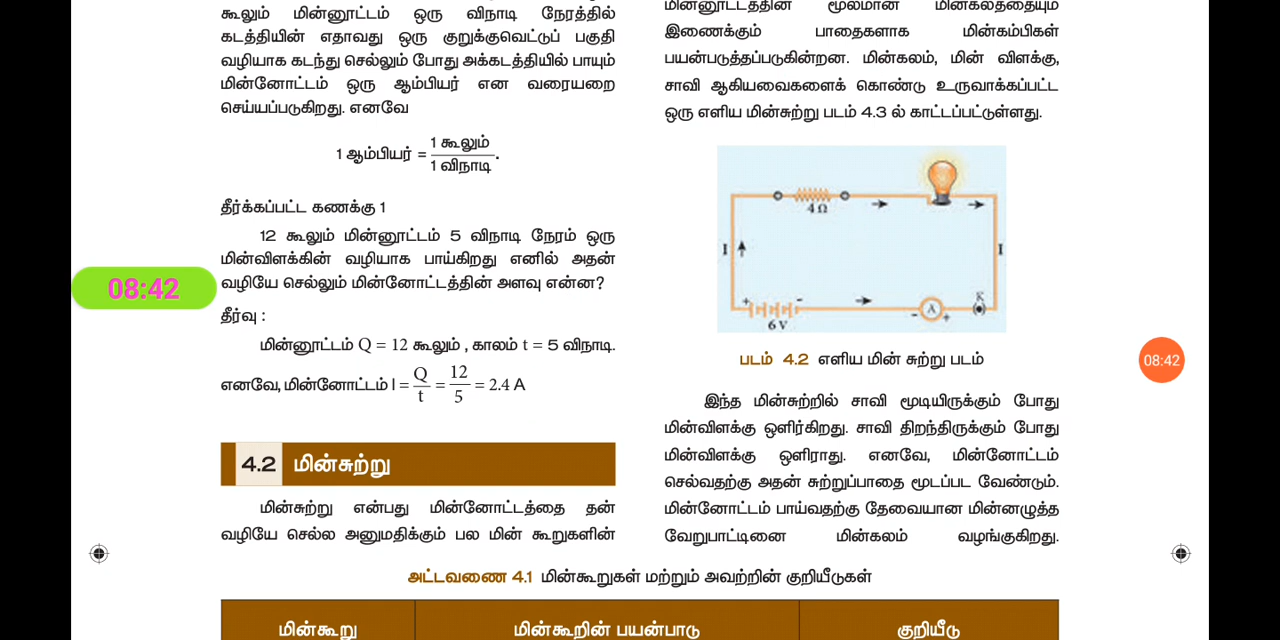 கூலும் மின்னூட்டம் ஒரு விநாடி நேரத்தில்
கடத்தியின் எதாவது ஒரு குறுக்குவெட்டுப் பகுதி
வழியாக கடந்து செல்லும் போது அக்கடத்தியில் பாயும்
மின்னோட்டம் ஒரு ஆம்பியர் என வரையறை
செய்யப்படுகிறது. எனவே
1 ஆம்பியர் = 1 கூலும் / 1 விநாடி .
தீர்க்கப்பட்ட கணக்கு 1
12 கூலும் மின்னூட்டம் 5 விநாடி நேரம் ஒரு
மின்விளக்கின் வழியாக பாய்கிறது எனில் அதன்
வழியே செல்லும் மின்னோட்டத்தின் அளவு என்ன?
தீர்வு :
மின்னூட்டம் Q = 12 கூலும் , காலம் t = 5 விநாடி.
எனவே, மின்னோட்டம் I = Q / t = 12 / 5 = 2.4 A
4.2 மின்சுற்று
மின்சுற்று என்பது மின்னோட்டத்தை தன்
வழியே செல்ல அனுமதிக்கும் பல மின் கூறுகளின்
08:42
மின்னூட்டத்தின் மூலமான மின்கலத்தையும்
இணைக்கும் பாதைகளாக மின்கம்பிகள்
பயன்படுத்தப்படுகின்றன. மின்கலம், மின் விளக்கு,
சாவி ஆகியவைகளைக் கொண்டு உருவாக்கப்பட்ட
ஒரு எளிய மின்சுற்று படம் 4.3 ல் காட்டப்பட்டுள்ளது.
4 Ω
I
I
+ -
6 V
- A +
K
படம் 4.2 எளிய மின் சுற்று படம்
08:42
இந்த மின்சுற்றில் சாவி மூடியிருக்கும் போது
மின்விளக்கு ஒளிர்கிறது. சாவி திறந்திருக்கும் போது
மின்விளக்கு ஒளிராது. எனவே, மின்னோட்டம்
செல்வதற்கு அதன் சுற்றுப்பாதை மூடப்பட வேண்டும்.
மின்னோட்டம் பாய்வதற்கு தேவையான மின்னழுத்த
வேறுபாட்டினை மின்கலம் வழங்குகிறது.
அட்டவணை 4.1 மின்கூறுகள் மற்றும் அவற்றின் குறியீடுகள்
மின்கூறு மின்கூறின் பயன்பாடு குறியீடு